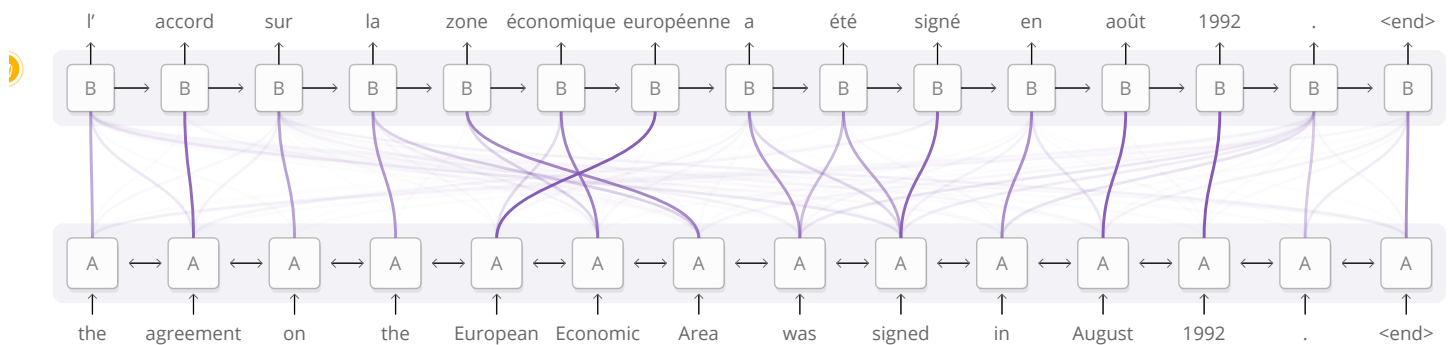 l’ accord sur la zone économique européenne a été signé en août 1992 . <end>
B B B B B B B B B B B B B B B
A A A A A A A A A A A A A A
the agreement on the European Economic Area was signed in August 1992 . <end>